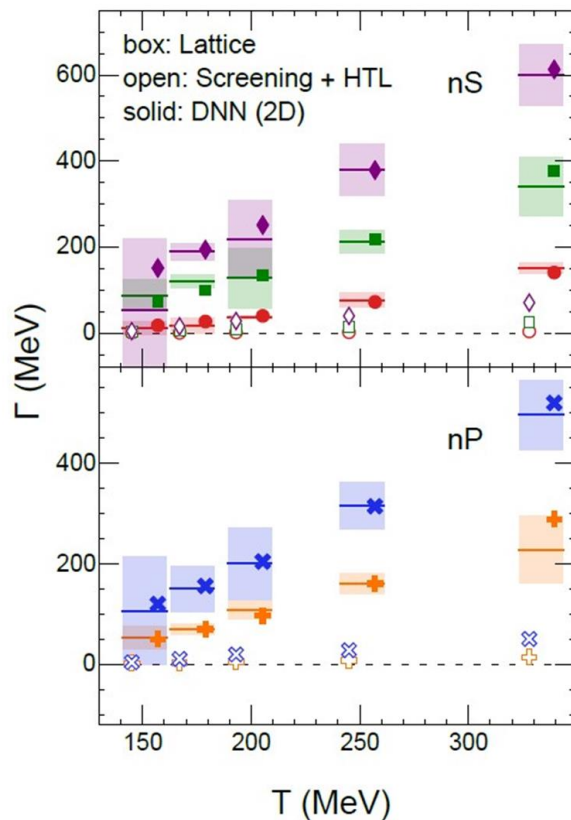 box: Lattice
open: Screening + HTL
solid: DNN (2D)
nS
600
400
200
0
nP
400
200
0
Γ (MeV)
150 200 250 300
T (MeV)